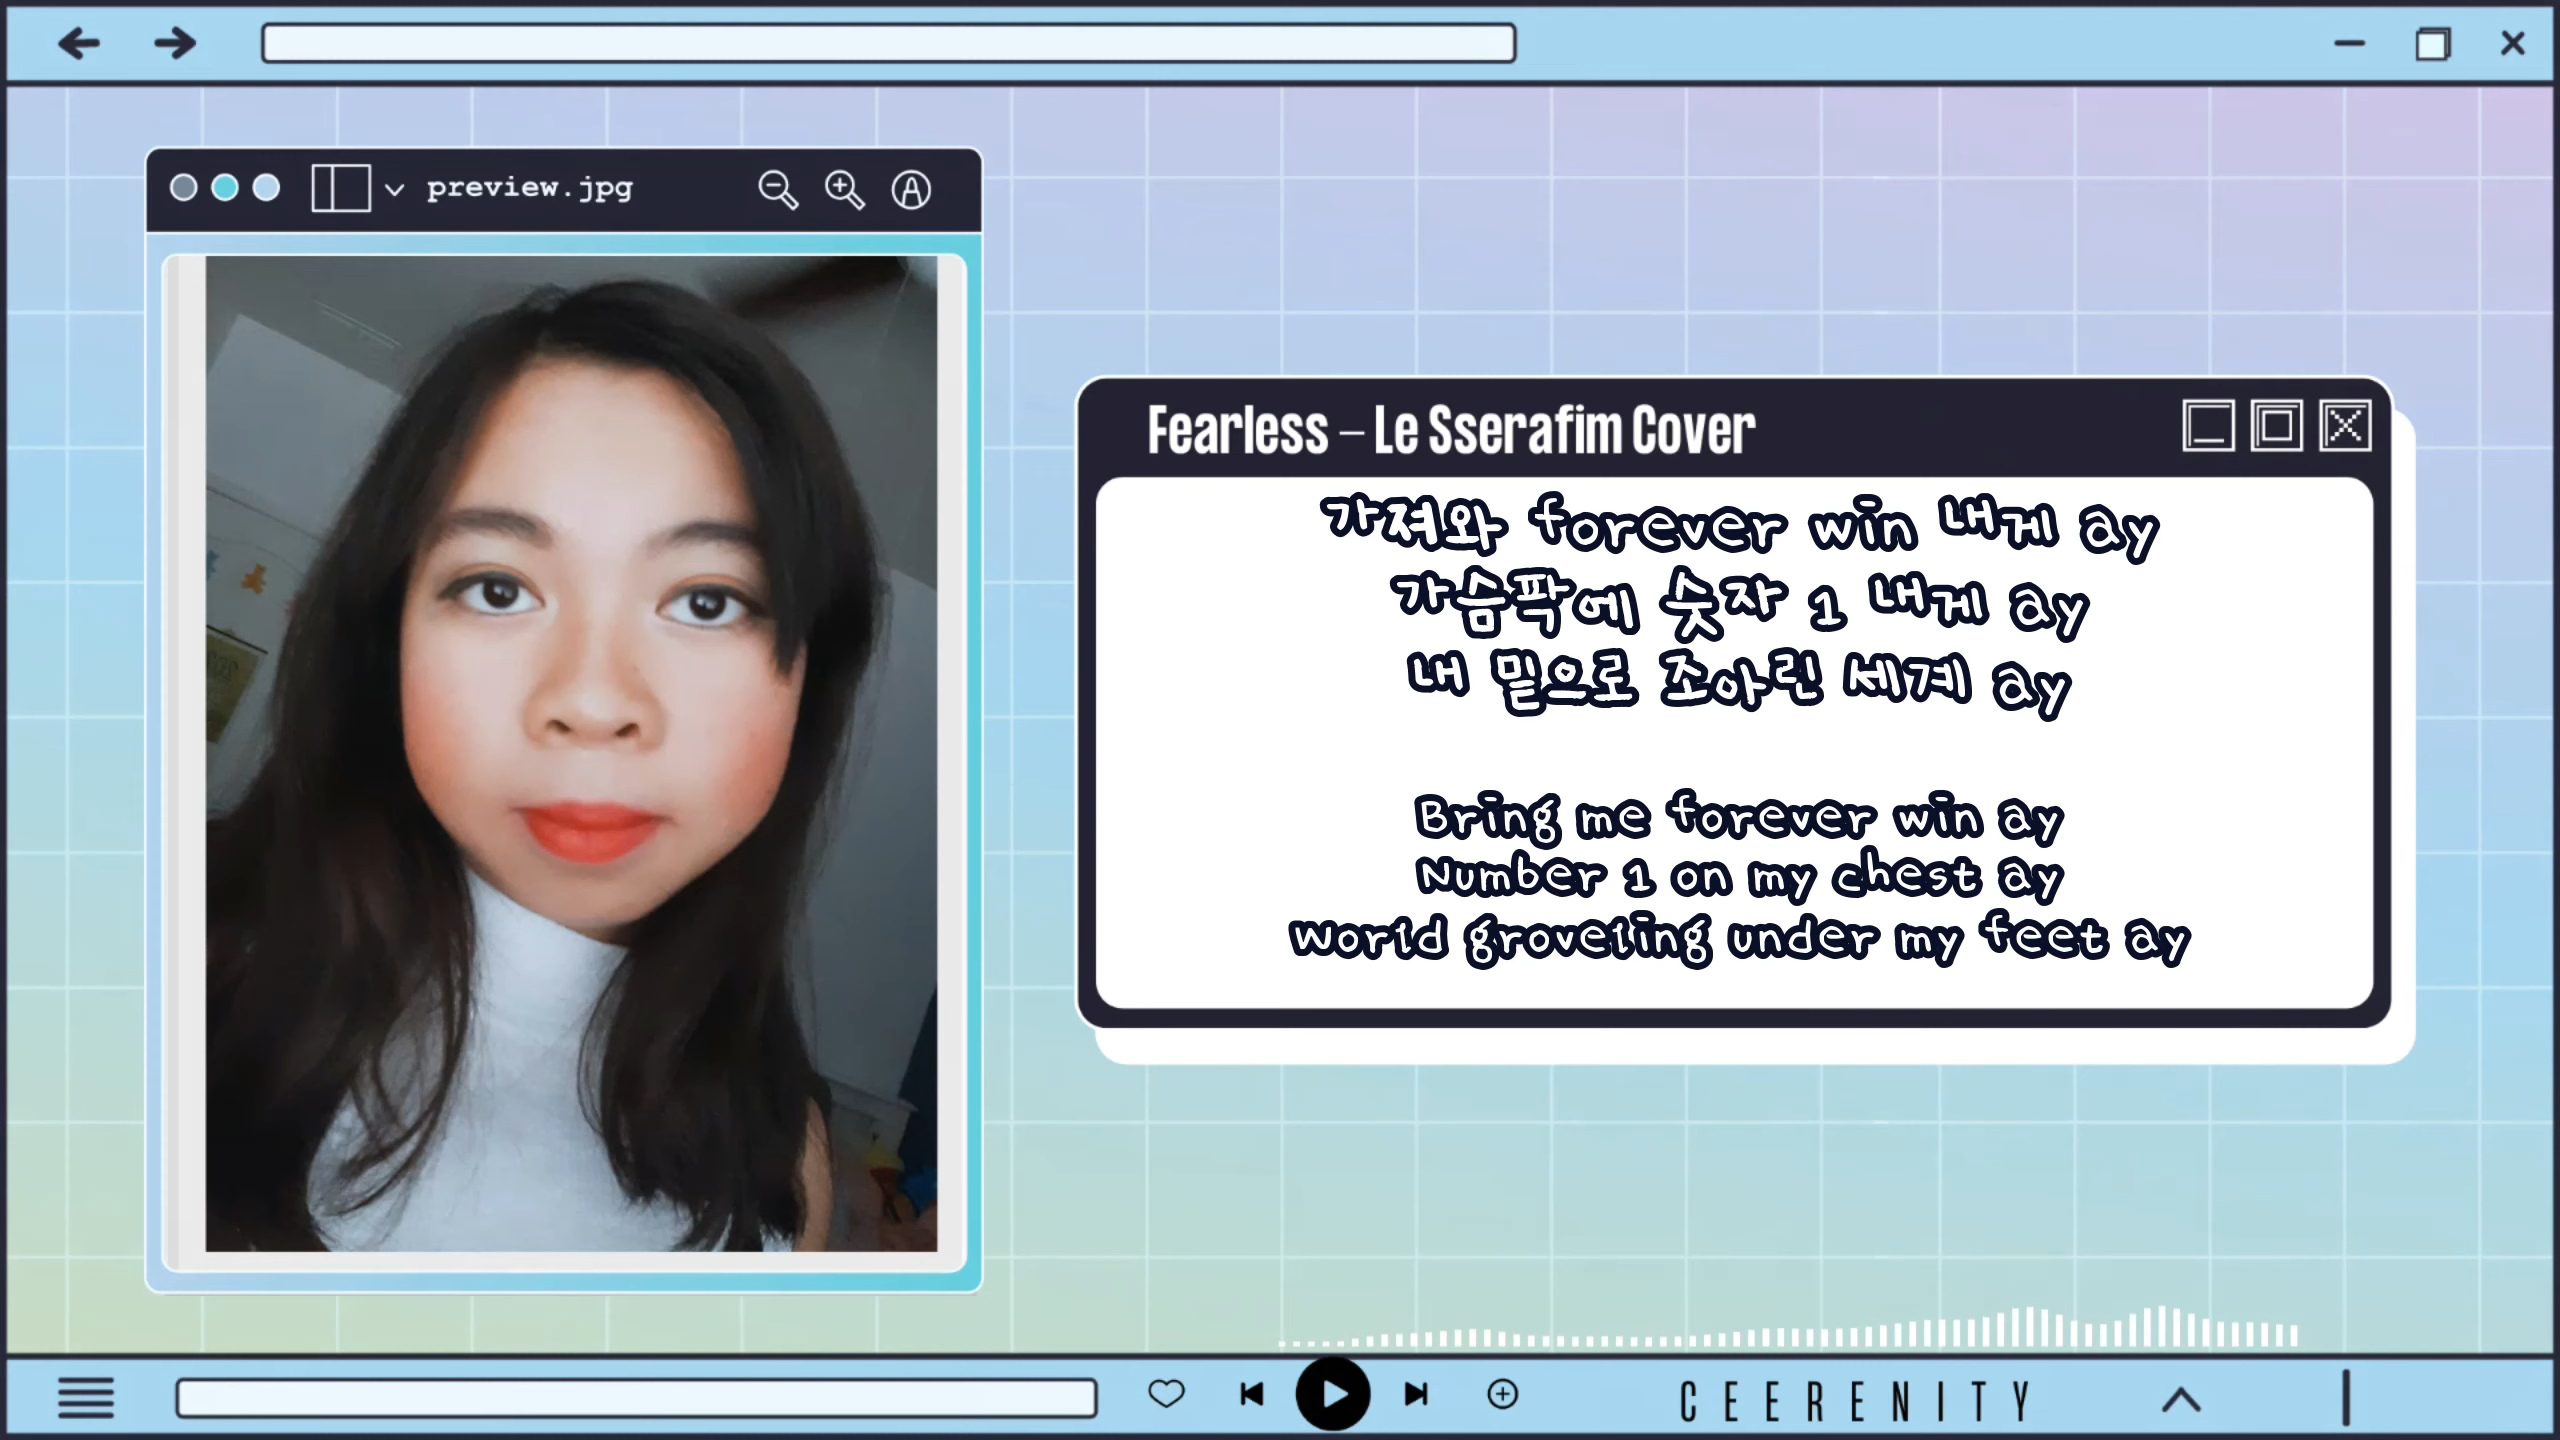 preview.jpg
Fearless – Le Sserafim Cover
가져와 forever win 내게 ay
가슴팍에 숫자 1 내게 ay
내 밑으로 조아린 세계 ay
Bring me forever win ay
Number 1 on my chest ay
World groveling under my feet ay
CEERENITY